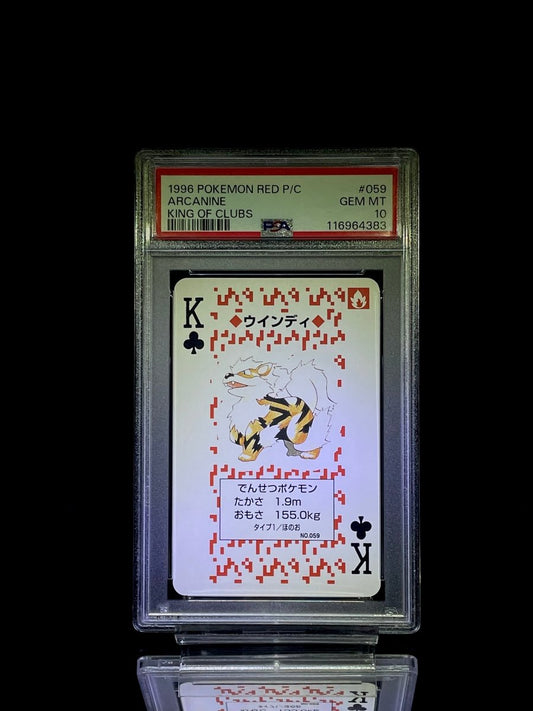 1996 POKEMON RED P/C #059
ARCANINE GEM MT
KING OF CLUBS 10
PSA 116964383
K
◆ウインディ◆
でんせつポケモン
たかさ 1.9m
おもさ 155.0kg
タイプ1/ほのお
NO.059
K